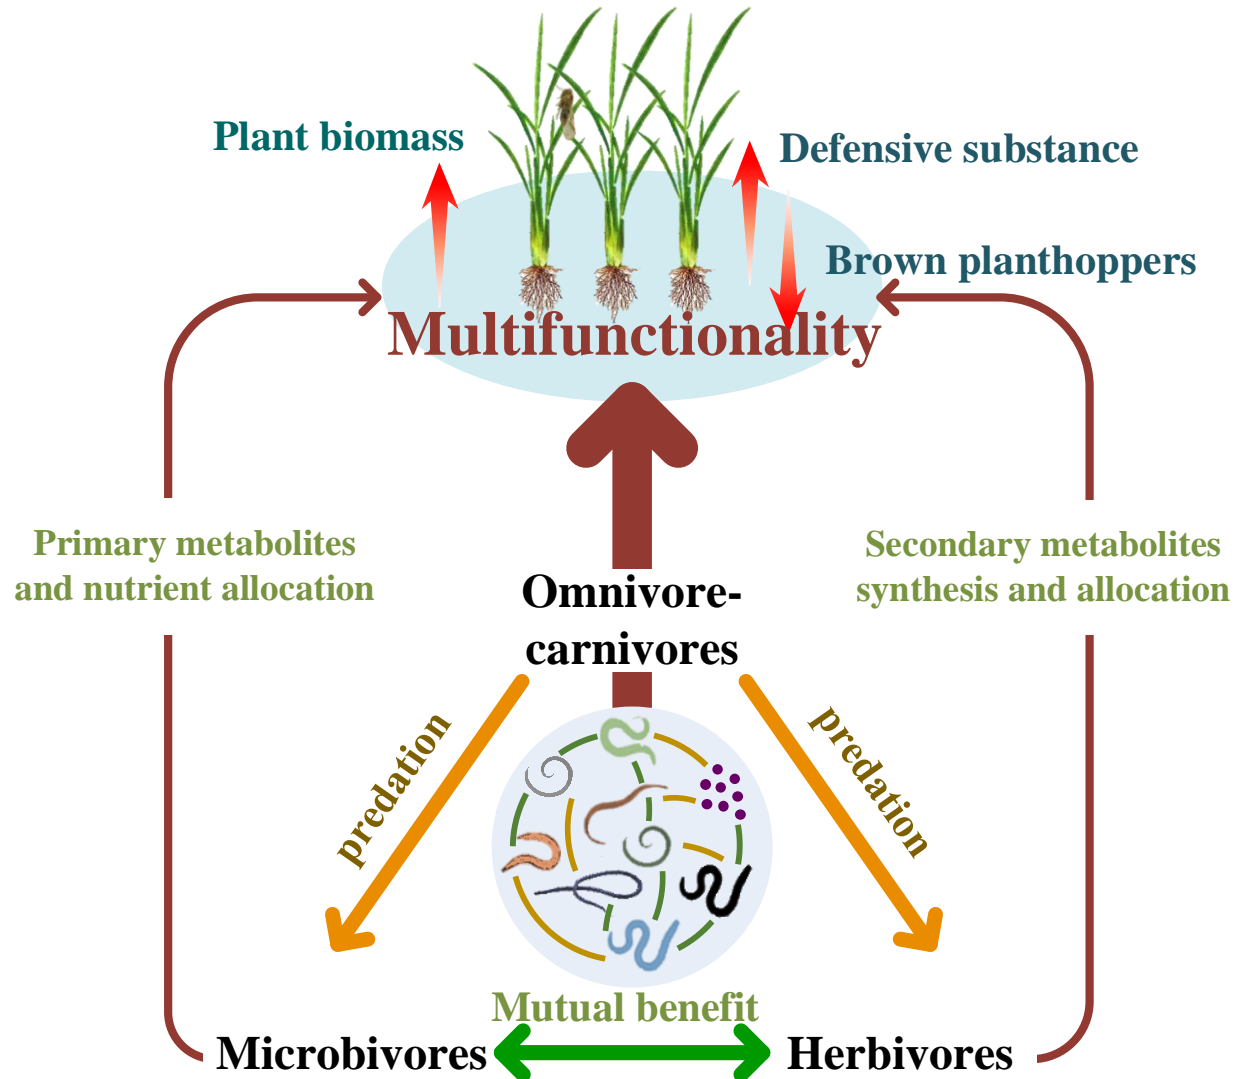 Plant biomass
Defensive substance
Brown planthoppers
Multifunctionality
Primary metabolites
and nutrient allocation
Secondary metabolites
synthesis and allocation
Omnivore-
carnivores
predation
predation
Mutual benefit
Microbivores
Herbivores